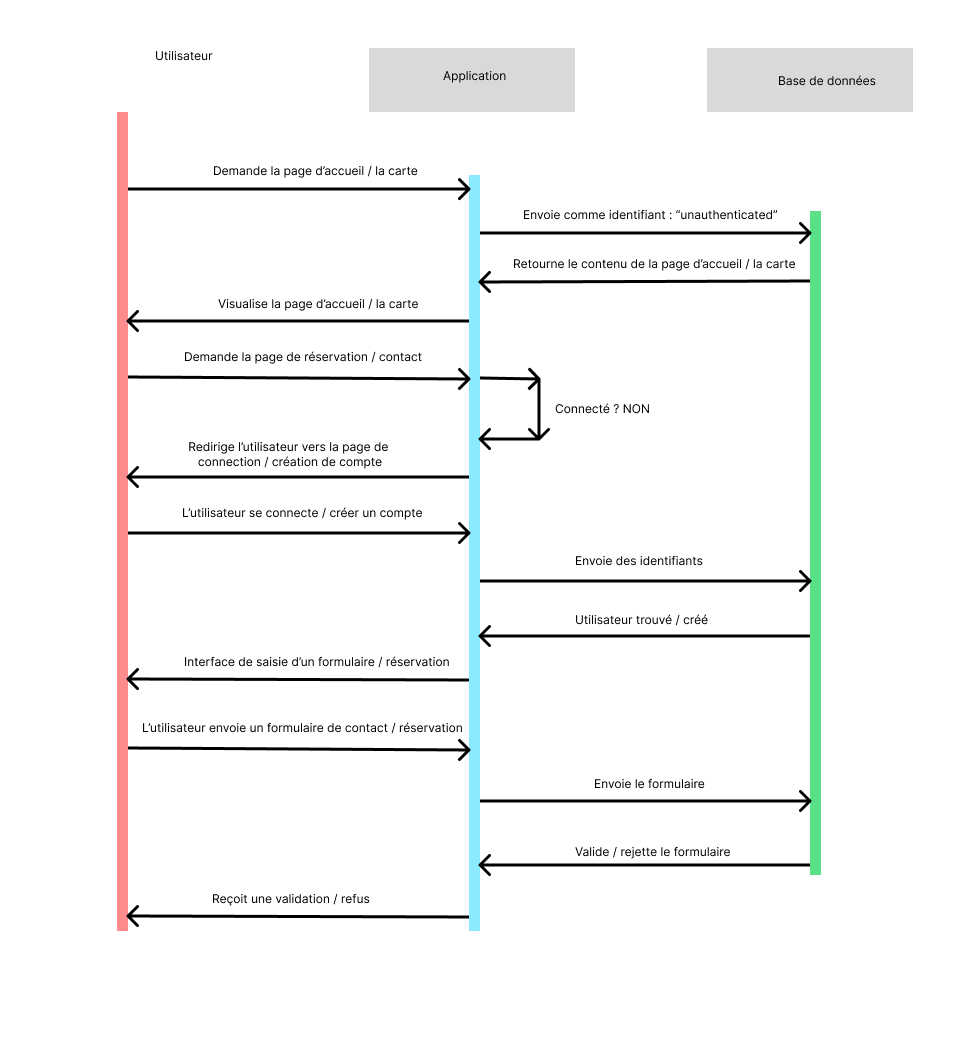 Utilisateur
Application
Base de données
Demande la page d’accueil / la carte
Envoie comme identifiant : “unauthenticated”
Retourne le contenu de la page d’accueil / la carte
Visualise la page d’accueil / la carte
Demande la page de réservation / contact
Connecté ? NON
Redirige l’utilisateur vers la page de
connection / création de compte
L’utilisateur se connecte / créer un compte
Envoie des identifiants
Utilisateur trouvé / créé
Interface de saisie d’un formulaire / réservation
L’utilisateur envoie un formulaire de contact / réservation
Envoie le formulaire
Valide / rejette le formulaire
Reçoit une validation / refus